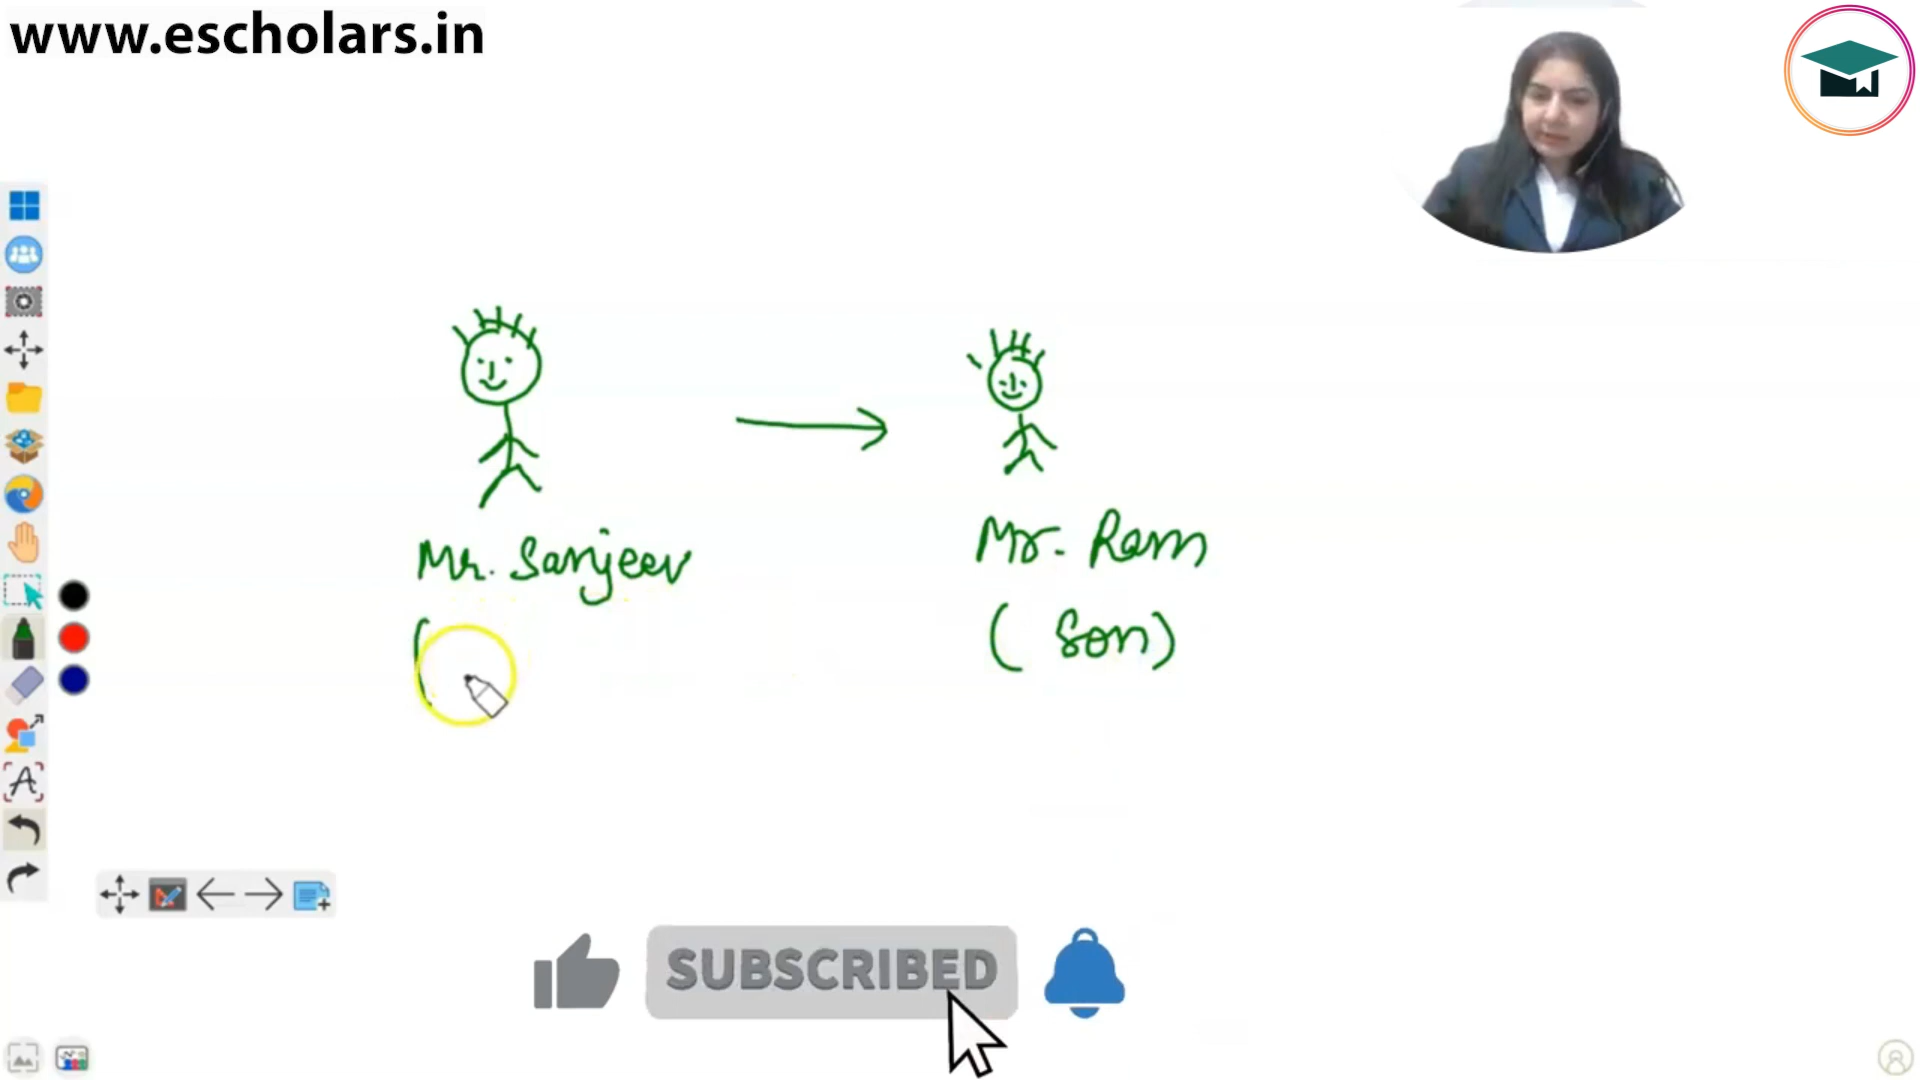 www.escholars.in
Mr. Sanjeev
Mr. Ram
(
( Son)
SUBSCRIBED